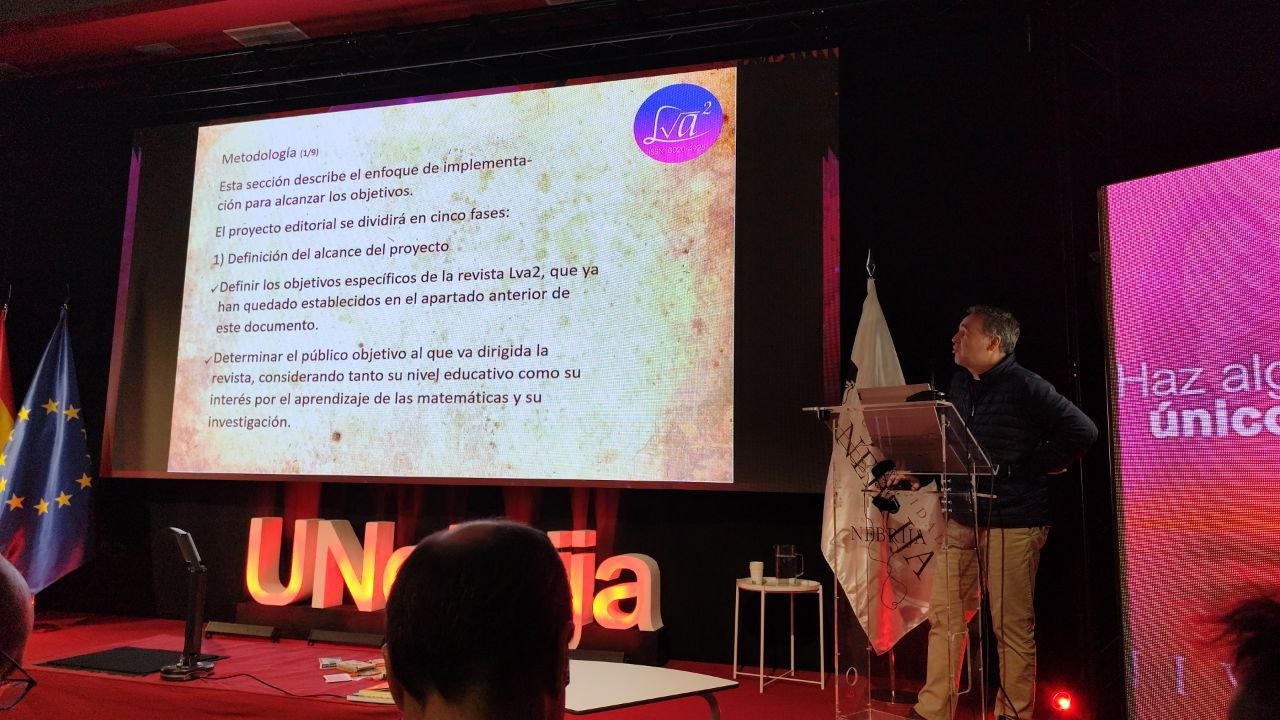 Lva²
Metodología (1/9)
Esta sección describe el enfoque de implementa-
ción para alcanzar los objetivos.
El proyecto editorial se dividirá en cinco fases:
1) Definición del alcance del proyecto
✓Definir los objetivos específicos de la revista Lva2, que ya
han quedado establecidos en el apartado anterior de
este documento.
✓Determinar el público objetivo al que va dirigida la
revista, considerando tanto su nivel educativo como su
interés por el aprendizaje de las matemáticas y su
investigación.
Haz alg
único
NEBRIJA